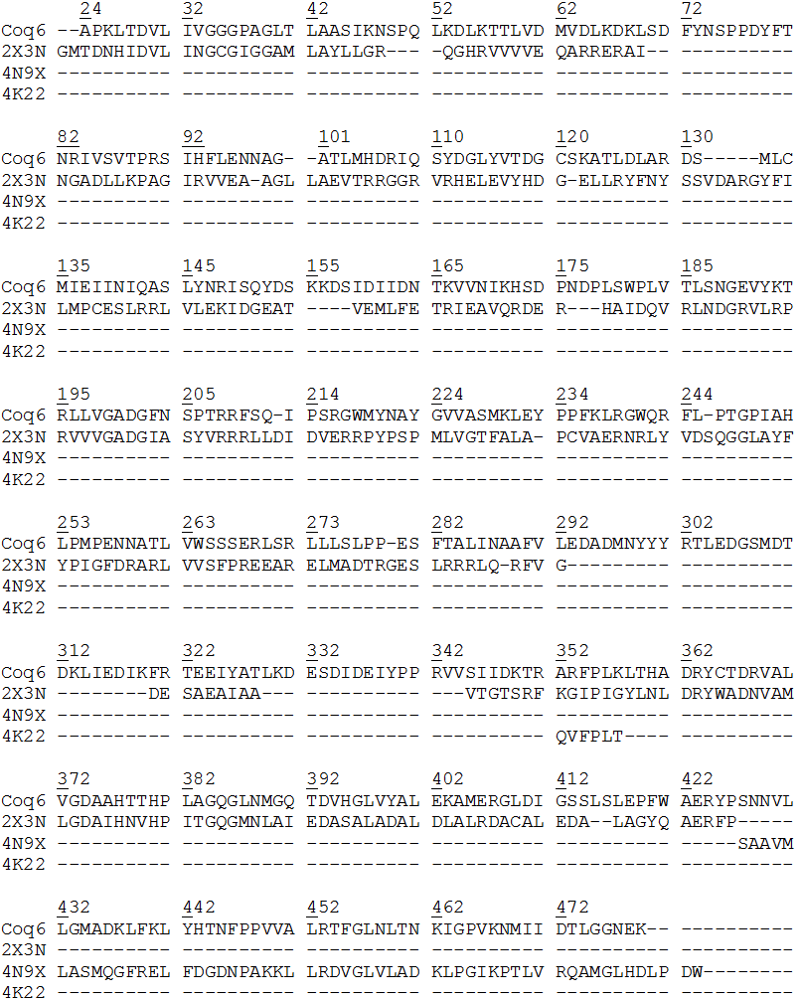 24 32 42 52 62 72
Coq6 --APKLTDVL IVGGGPAGLT LAASIKNSPQ LKDLKTTLVD MVDLKDKLSD FYNSPPDYFT
2X3N GMTDNHIDVL INGCGIGGAM LAYLLGR--- -QGHRVVVVE QARRERAI-- ----------
4N9X ---------- ---------- ---------- ---------- ---------- ----------
4K22 ---------- ---------- ---------- ---------- ---------- ----------
82 92 101 110 120 130
Coq6 NRIVSVTPRS IHFLENNAG- -ATLMHDRIQ SYDGLYVTDG CSKATLDLAR DS-----MLC
2X3N NGADLLKPAG IRVVEA-AGL LAEVTRRGGR VRHELEVYHD G-ELLRYFNY SSVDARGYFI
4N9X ---------- ---------- ---------- ---------- ---------- ----------
4K22 ---------- ---------- ---------- ---------- ---------- ----------
135 145 155 165 175 185
Coq6 MIEIINIQAS LYNRISQYDS KKDSIDIIDN TKVVNIKHSD PNDPLSWPLV TLSNGEVYKT
2X3N LMPCESLRRL VLEKIDGEAT ----VEMLFE TRIEAVQRDE R---HAIDQV RLNDGRVLRP
4N9X ---------- ---------- ---------- ---------- ---------- ----------
4K22 ---------- ---------- ---------- ---------- ---------- ----------
195 205 214 224 234 244
Coq6 RLLVGADGFN SPTRRFSQ-I PSRGWMYNAY GVVASMKLEY PPFKLRGWQR FL-PTGPIAH
2X3N RVVVGADGIA SYVRRRLLDI DVERRPYPSP MLVGTFALA- PCVAERNRLY VDSQGGLAYF
4N9X ---------- ---------- ---------- ---------- ---------- ----------
4K22 ---------- ---------- ---------- ---------- ---------- ----------
253 263 273 282 292 302
Coq6 LPMPENNATL VWSSSERLSR LLLSLPP-ES FTALINAAFV LEDADMNYYY RTLEDGSMDT
2X3N YPIGFDRARL VVSFPREEAR ELMADTRGES LRRRLQ-RFV G--------- ----------
4N9X ---------- ---------- ---------- ---------- ---------- ----------
4K22 ---------- ---------- ---------- ---------- ---------- ----------
312 322 332 342 352 362
Coq6 DKLIEDIKFR TEEIYATLKD ESDIDEIYPP RVVSIIDKTR ARFPLKLTHA DRYCTDRVAL
2X3N --------DE SAEAIAA--- ---------- ---VTGTSRF KGIPIGYLNL DRYWADNVAM
4N9X ---------- ---------- ---------- ---------- ---------- ----------
4K22 ---------- ---------- ---------- ---------- QVFPLT---- ----------
372 382 392 402 412 422
Coq6 VGDAAHTTHP LAGQGLNMGQ TDVHGLVYAL EKAMERGLDI GSSLSLEPFW AERYPSNNVL
2X3N LGDAIHNVHP ITGQGMNLAI EDASALADAL DLALRDACAL EDA--LAGYQ AERFP-----
4N9X ---------- ---------- ---------- ---------- ---------- -----SAAVM
4K22 ---------- ---------- ---------- ---------- ---------- ----------
432 442 452 462 472
Coq6 LGMADKLFKL YHTNFPPVVA LRTFGLNLTN KIGPVKNMII DTLGGNEK-- ----------
2X3N ---------- ---------- ---------- ---------- ---------- ----------
4N9X LASMQGFREL FDGDNPAKKL LRDVGLVLAD KLPGIKPTLV RQAMGLHDLP DW--------
4K22 ---------- ---------- ---------- ---------- ---------- ----------